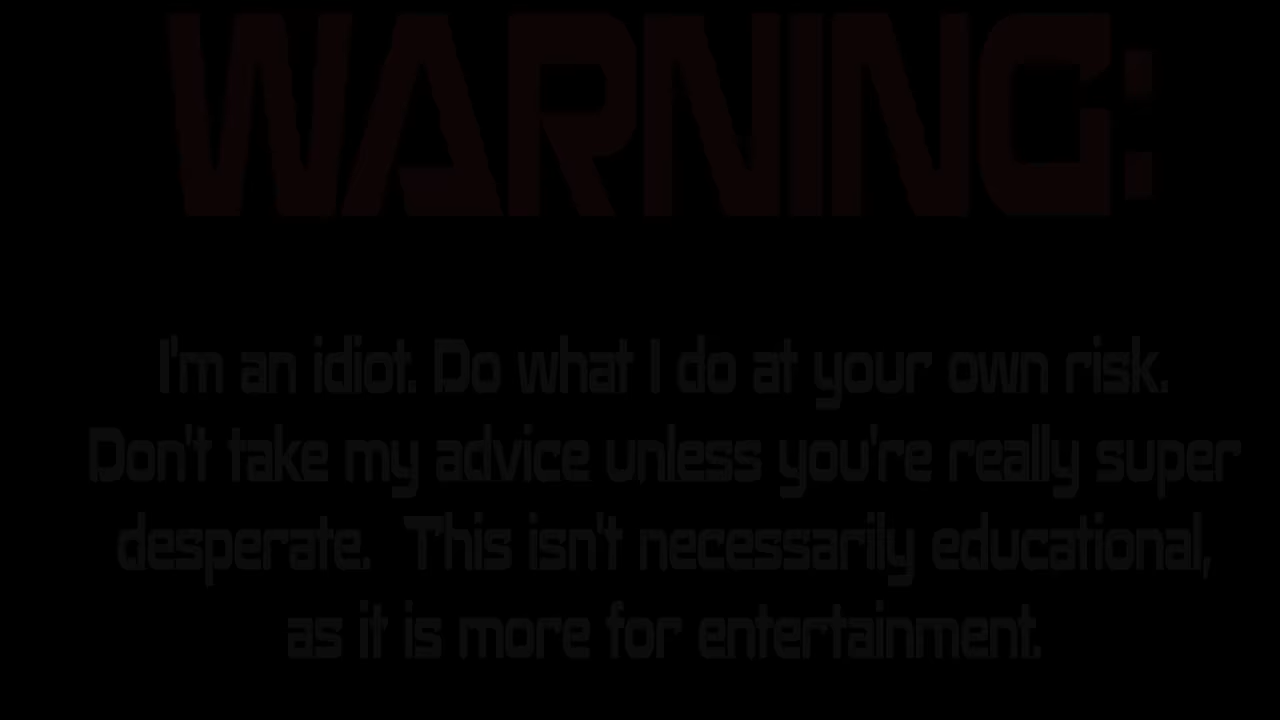 WARNING:
I'm an idiot. Do what I do at your own risk.
Don't take my advice unless you're really super
desperate.  This isn't necessarily educational,
as it is more for entertainment.